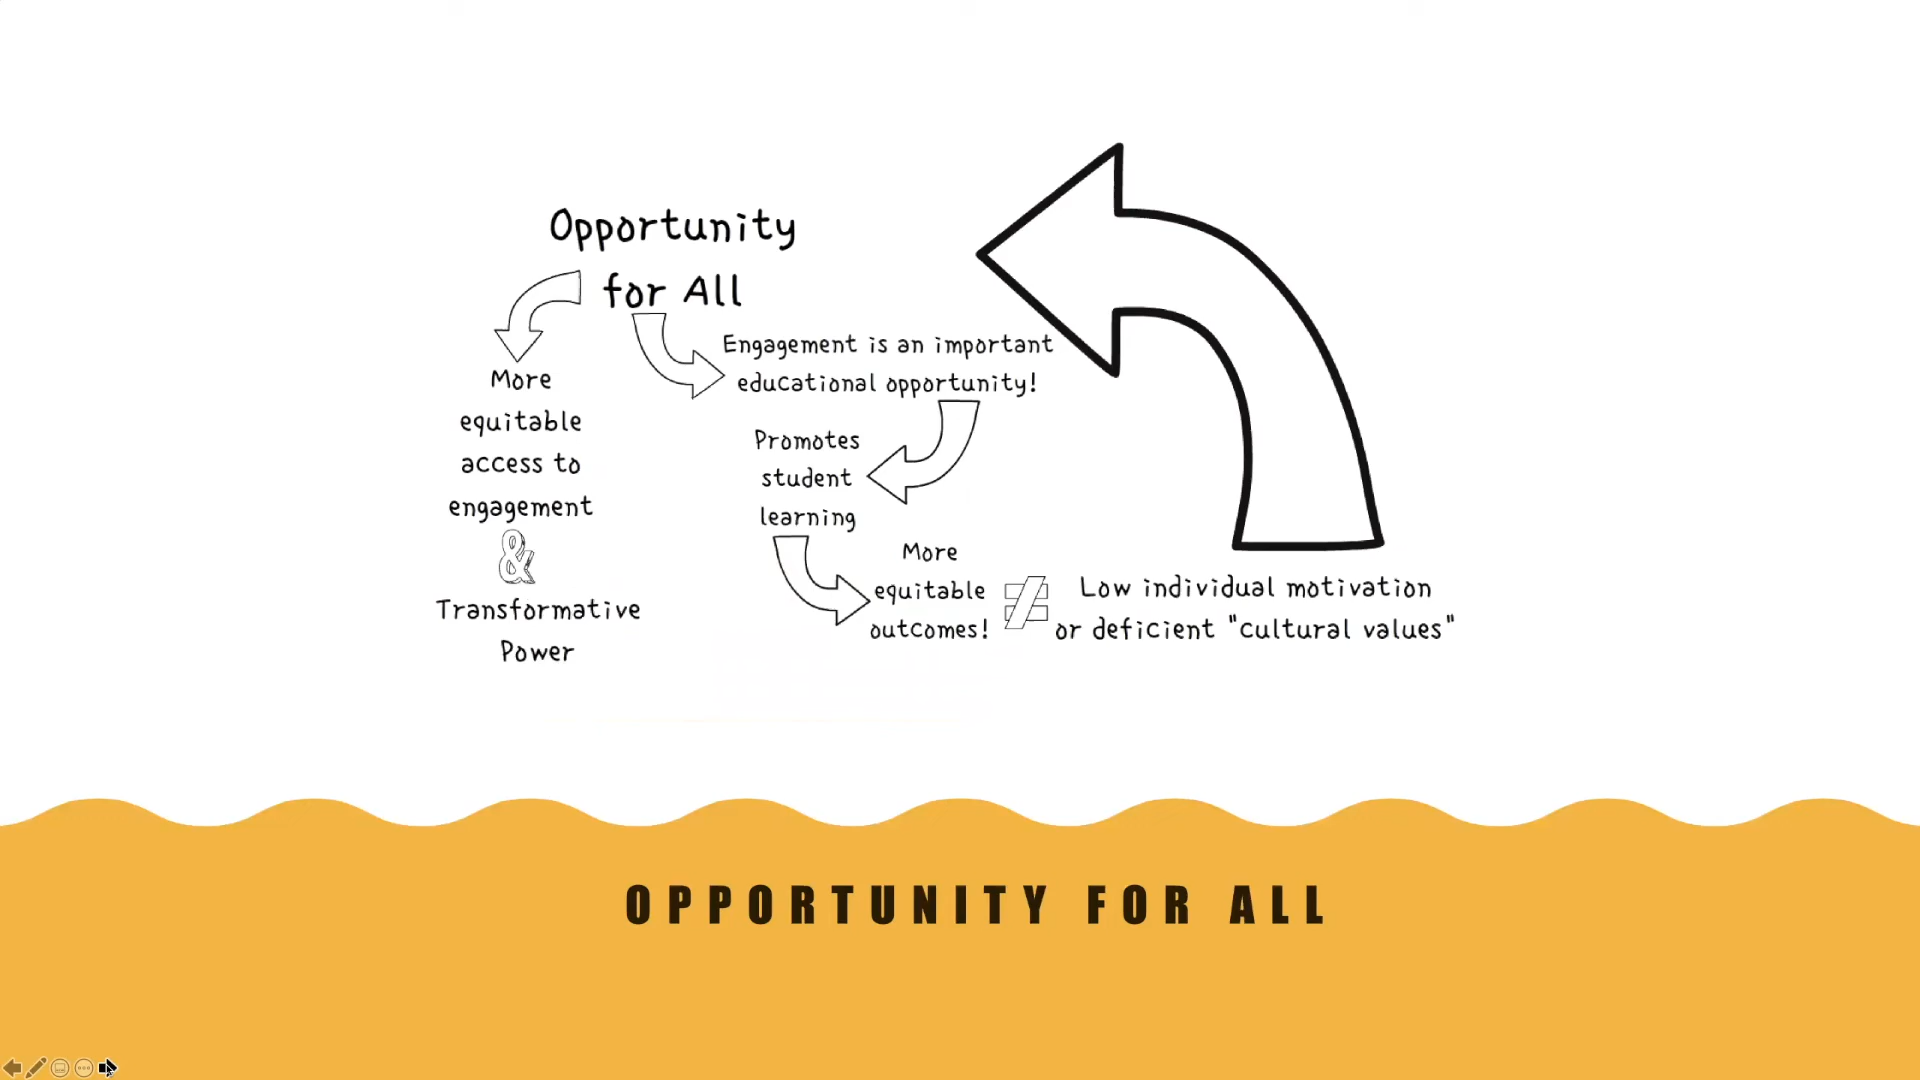 Opportunity
for All
More
equitable
access to
engagement
&
Transformative
Power
Engagement is an important
educational opportunity!
Promotes
student
learning
More
equitable
outcomes!
≠
Low individual motivation
or deficient "cultural values"
OPPORTUNITY FOR ALL